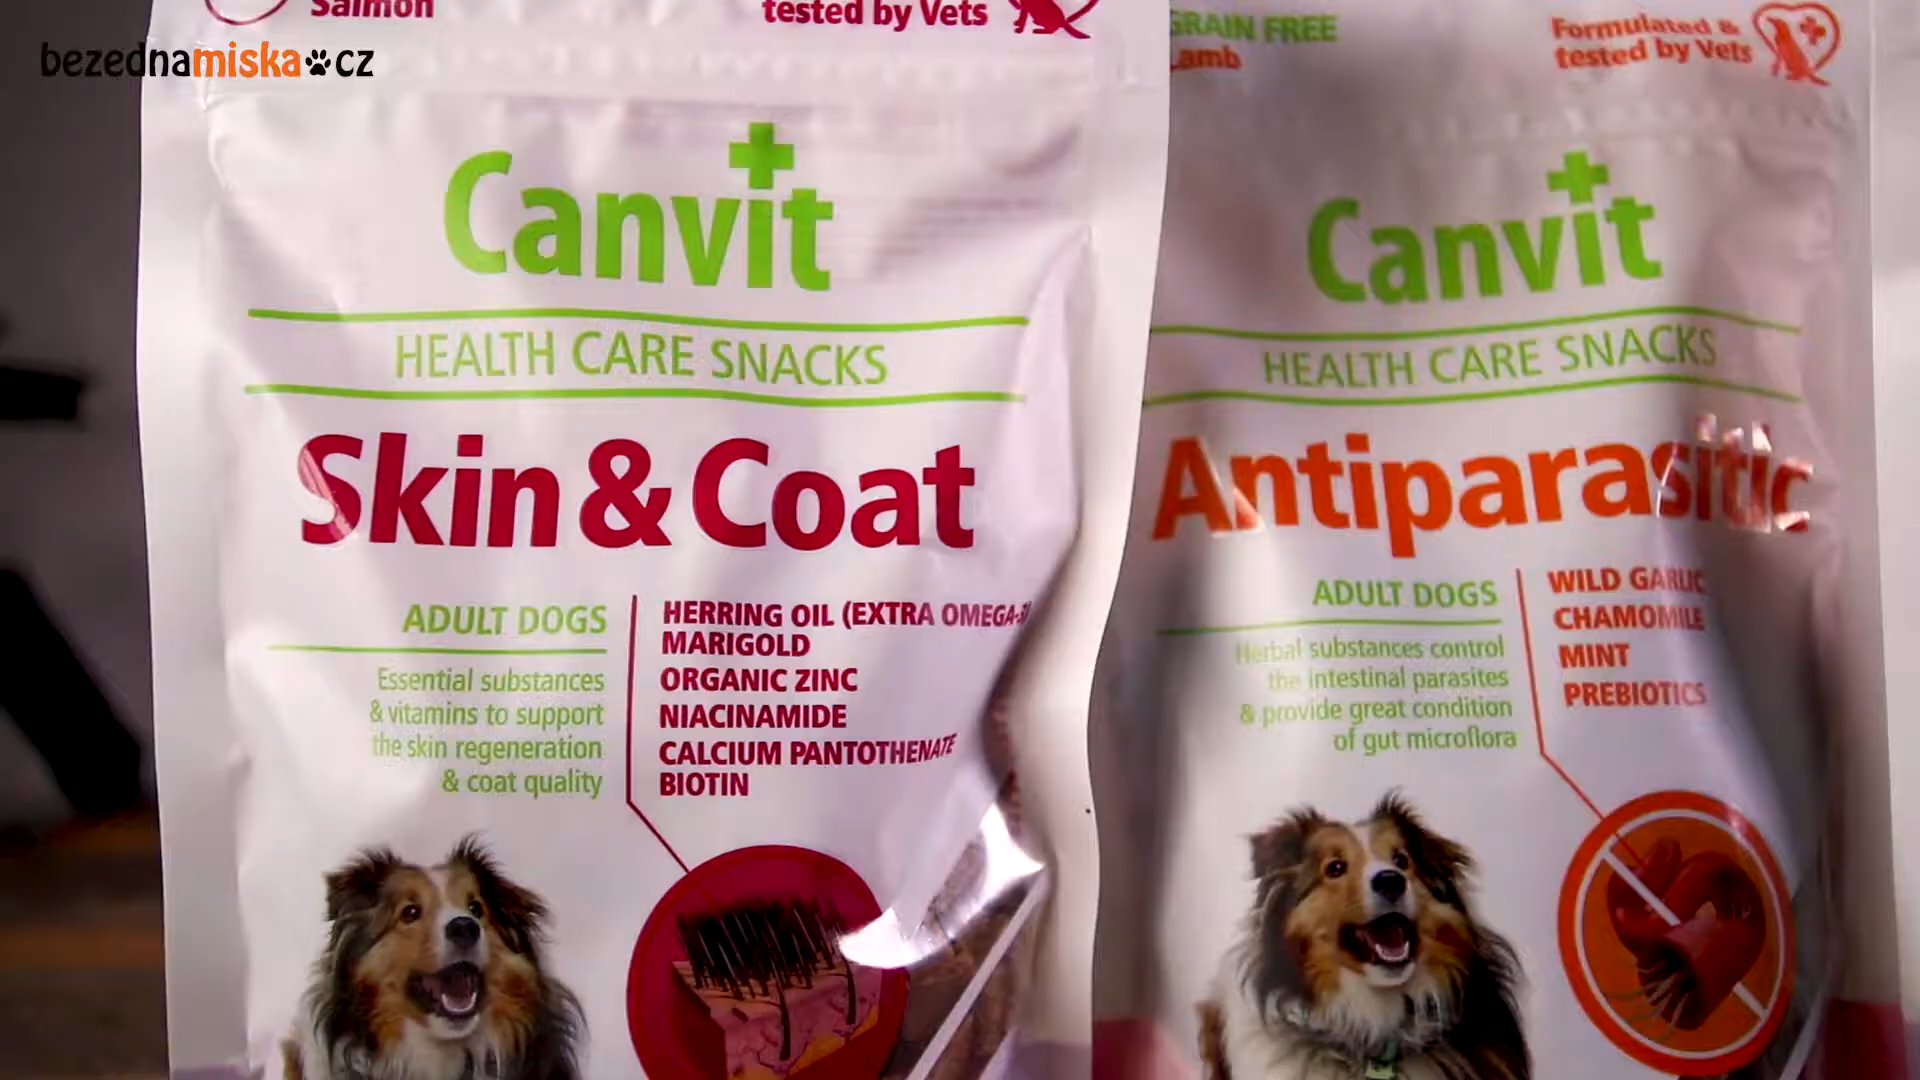 bezednamiska.cz
Salmon
tested by Vets
Canvit
HEALTH CARE SNACKS
Skin & Coat
ADULT DOGS
Essential substances
& vitamins to support
the skin regeneration
& coat quality
HERRING OIL (EXTRA OMEGA-3)
MARIGOLD
ORGANIC ZINC
NIACINAMIDE
CALCIUM PANTOTHENATE
BIOTIN
GRAIN FREE
Lamb
Formulated &
tested by Vets
Canvit
HEALTH CARE SNACKS
Antiparasitic
ADULT DOGS
Herbal substances control
the intestinal parasites
& provide great condition
of gut microflora
WILD GARLIC
CHAMOMILE
MINT
PREBIOTICS